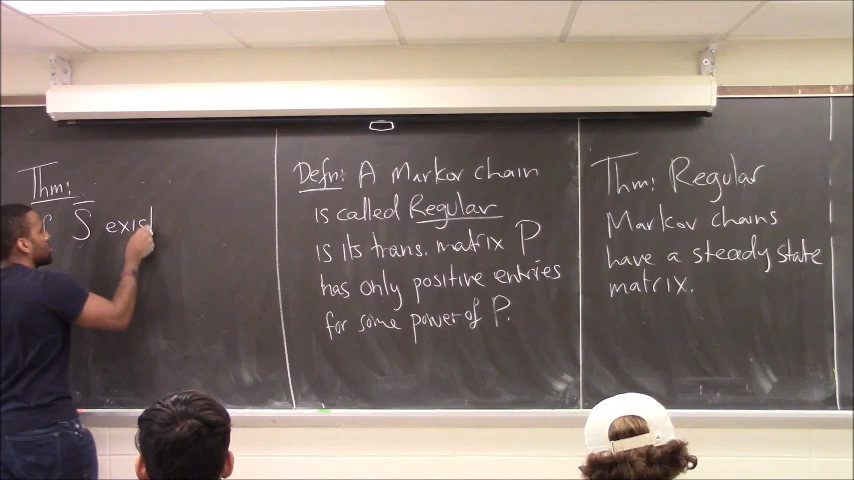 Thm:
S̅ exist
Defn: A Markov chain
is called Regular
is its trans. matrix P
has only positive entries
for some power of P.
Thm: Regular
Markov chains
have a steady state
matrix.